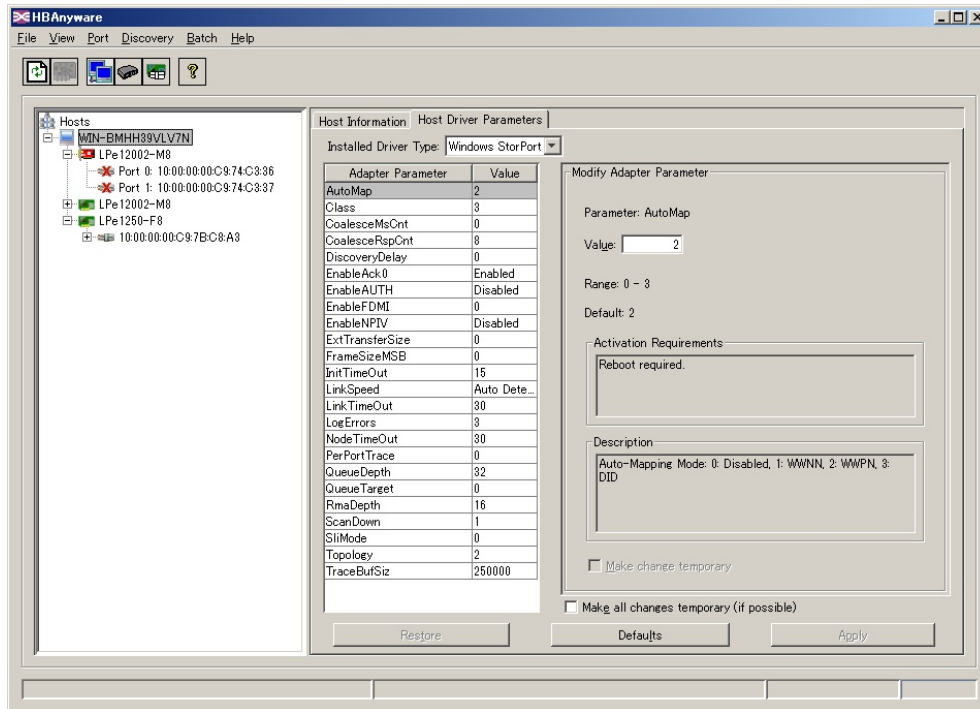 HBAnyware
File View Port Discovery Batch Help
Hosts
WIN-BMHH39VLV7N
LPe12002-M8
Port 0: 10:00:00:00:C9:74:C3:36
Port 1: 10:00:00:00:C9:74:C3:37
LPe12002-M8
LPe1250-F8
10:00:00:00:C9:7B:C8:A3
Host Information Host Driver Parameters
Installed Driver Type: Windows StorPort
Adapter Parameter Value
AutoMap 2
Class 3
CoalesceMsCnt 0
CoalesceRspCnt 8
DiscoveryDelay 0
EnableAck0 Enabled
EnableAUTH Disabled
EnableFDMI 0
EnableNPIV Disabled
ExtTransferSize 0
FrameSizeMSB 0
InitTimeOut 15
LinkSpeed Auto Dete...
LinkTimeOut 30
LogErrors 3
NodeTimeOut 30
PerPortTrace 0
QueueDepth 32
QueueTarget 0
RmaDepth 16
ScanDown 1
SliMode 0
Topology 2
TraceBufSiz 250000
Modify Adapter Parameter
Parameter: AutoMap
Value: 2
Range: 0 - 3
Default: 2
Activation Requirements
Reboot required.
Description
Auto-Mapping Mode: 0: Disabled, 1: WWNN, 2: WWPN, 3:
DID
Make change temporary
Make all changes temporary (if possible)
Restore Defaults Apply